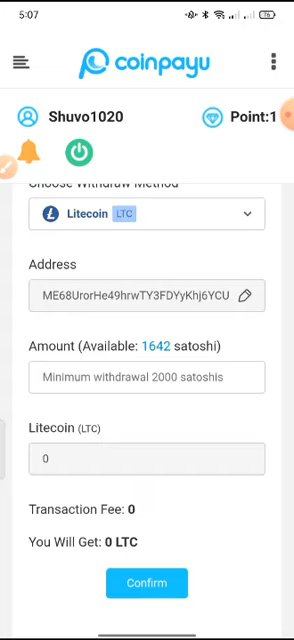 5:07
coinpayu
Shuvo1020
Point:1
Choose Withdraw Method
Litecoin LTC
Address
ME68UrorHe49hrwTY3FDYyKhj6YCU
Amount (Available: 1642 satoshi)
Minimum withdrawal 2000 satoshis
Litecoin (LTC)
0
Transaction Fee: 0
You Will Get: 0 LTC
Confirm